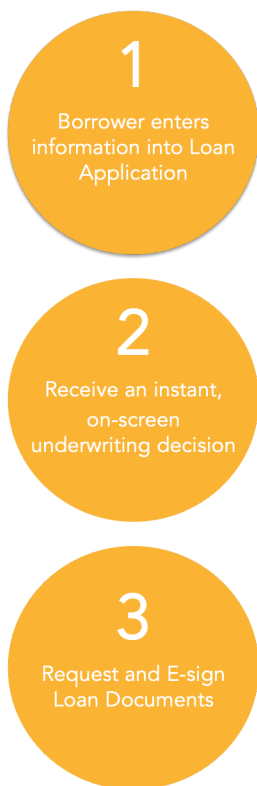 1
Borrower enters
information into Loan
Application
2
Receive an instant,
on-screen
underwriting decision
3
Request and E-sign
Loan Documents